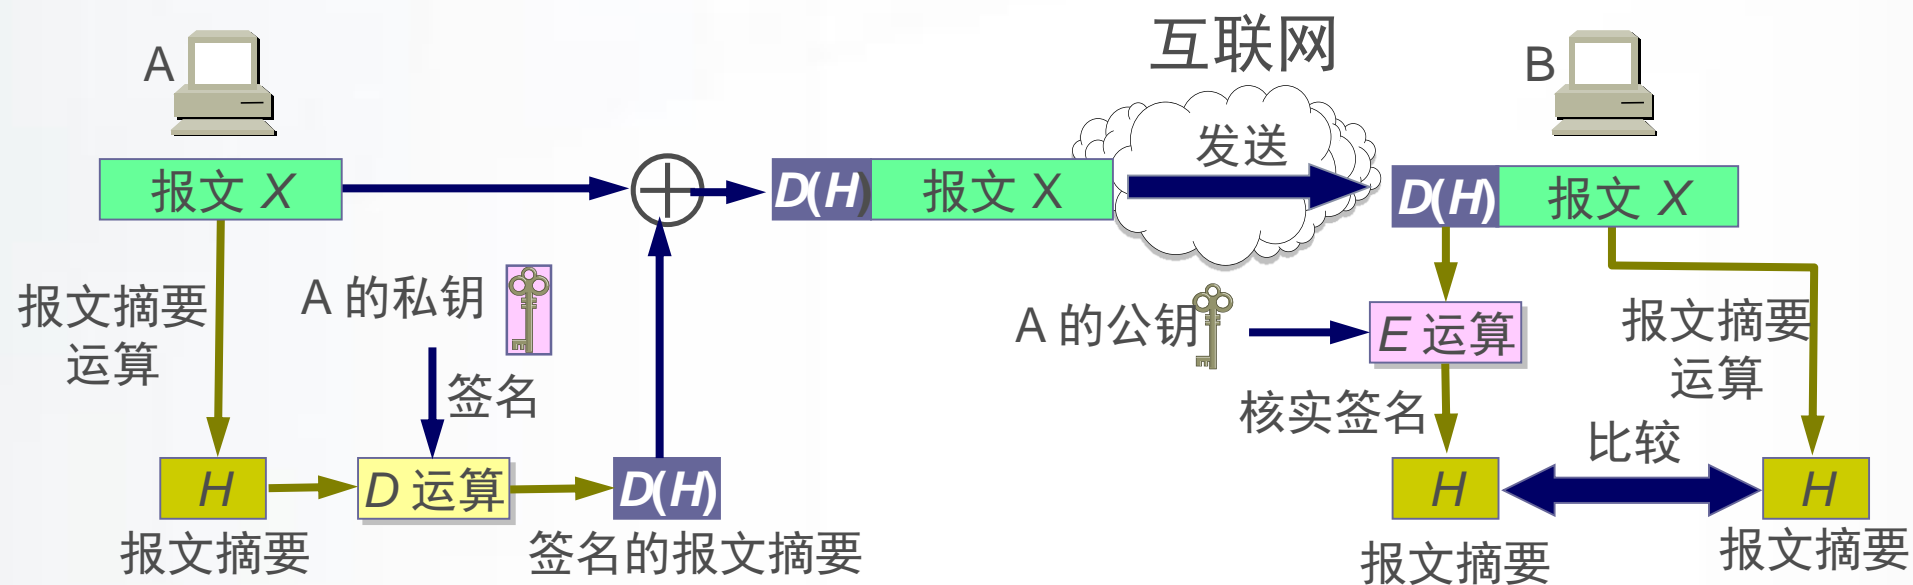 互联网
A
B
发送
报文 X
D(H)
报文 X
D(H)
报文 X
A 的私钥
报文摘要
运算
签名
A 的公钥
E 运算
报文摘要
运算
核实签名
比较
H
D 运算
D(H)
H
H
报文摘要
签名的报文摘要
报文摘要
报文摘要